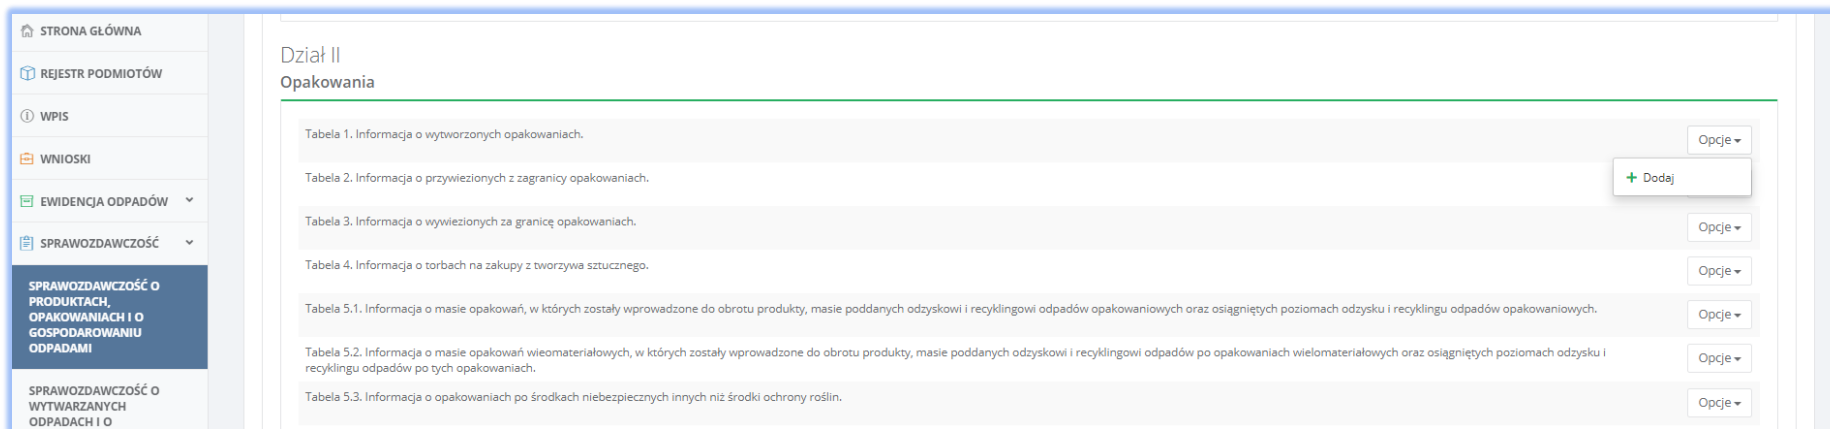 STRONA GŁÓWNA
REJESTR PODMIOTÓW
WPIS
WNIOSKI
EWIDENCJA ODPADÓW
SPRAWOZDAWCZOŚĆ
SPRAWOZDAWCZOŚĆ O
PRODUKTACH,
OPAKOWANIACH I O
GOSPODAROWANIU
ODPADAMI
SPRAWOZDAWCZOŚĆ O
WYTWARZANYCH
ODPADACH I O
Dział II
Opakowania
Tabela 1. Informacja o wytworzonych opakowaniach.
Opcje
Dodaj
Tabela 2. Informacja o przywiezionych z zagranicy opakowaniach.
Tabela 3. Informacja o wywiezionych za granicę opakowaniach.
Opcje
Tabela 4. Informacja o torbach na zakupy z tworzywa sztucznego.
Opcje
Tabela 5.1. Informacja o masie opakowań, w których zostały wprowadzone do obrotu produkty, masie poddanych odzyskowi i recyklingowi odpadów opakowaniowych oraz osiągniętych poziomach odzysku i recyklingu odpadów opakowaniowych.
Opcje
Tabela 5.2. Informacja o masie opakowań wieomateriałowych, w których zostały wprowadzone do obrotu produkty, masie poddanych odzyskowi i recyklingowi odpadów po opakowaniach wielomateriałowych oraz osiągniętych poziomach odzysku i
recyklingu odpadów po tych opakowaniach.
Opcje
Tabela 5.3. Informacja o opakowaniach po środkach niebezpiecznych innych niż środki ochrony roślin.
Opcje